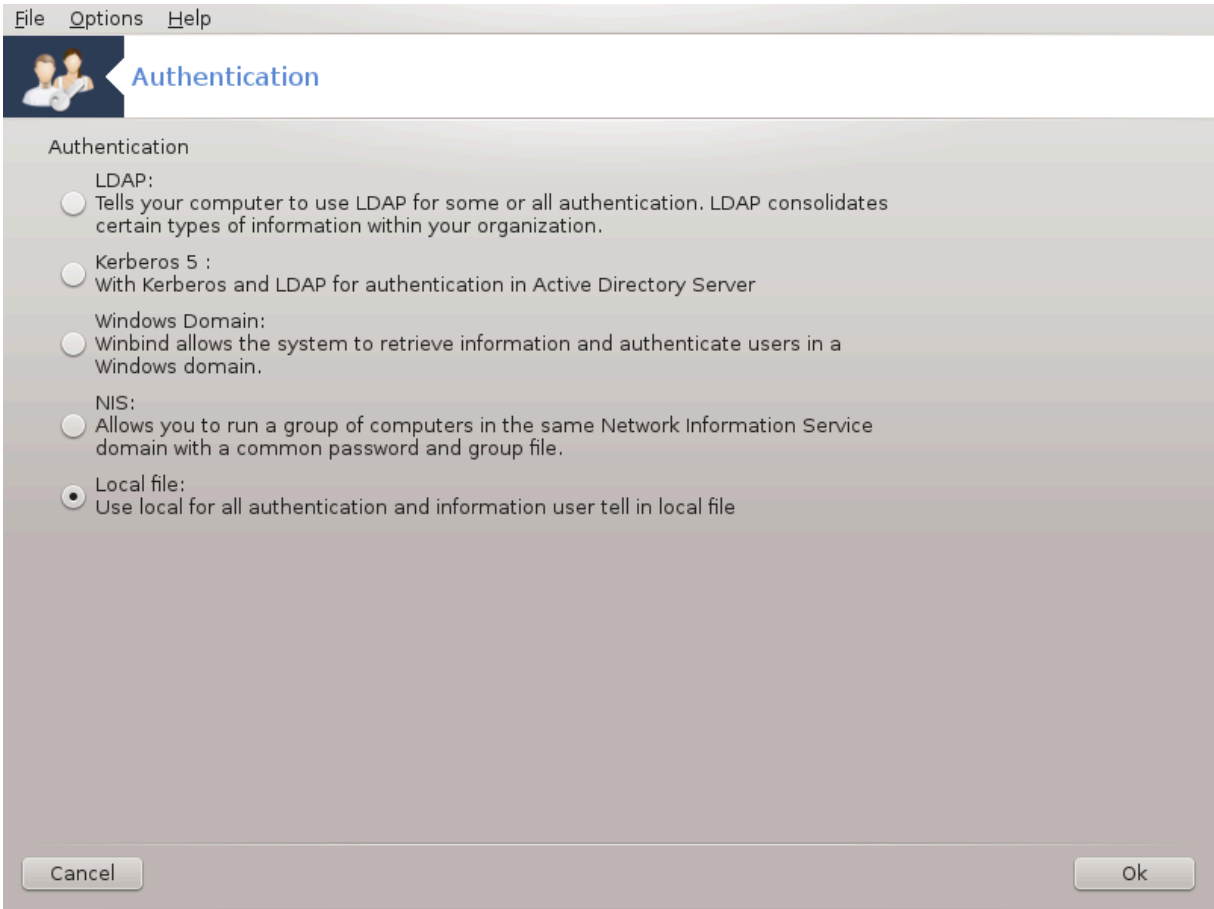 File Options Help
Authentication
Authentication
LDAP:
Tells your computer to use LDAP for some or all authentication. LDAP consolidates
certain types of information within your organization.
Kerberos 5 :
With Kerberos and LDAP for authentication in Active Directory Server
Windows Domain:
Winbind allows the system to retrieve information and authenticate users in a
Windows domain.
NIS:
Allows you to run a group of computers in the same Network Information Service
domain with a common password and group file.
Local file:
Use local for all authentication and information user tell in local file
Cancel Ok